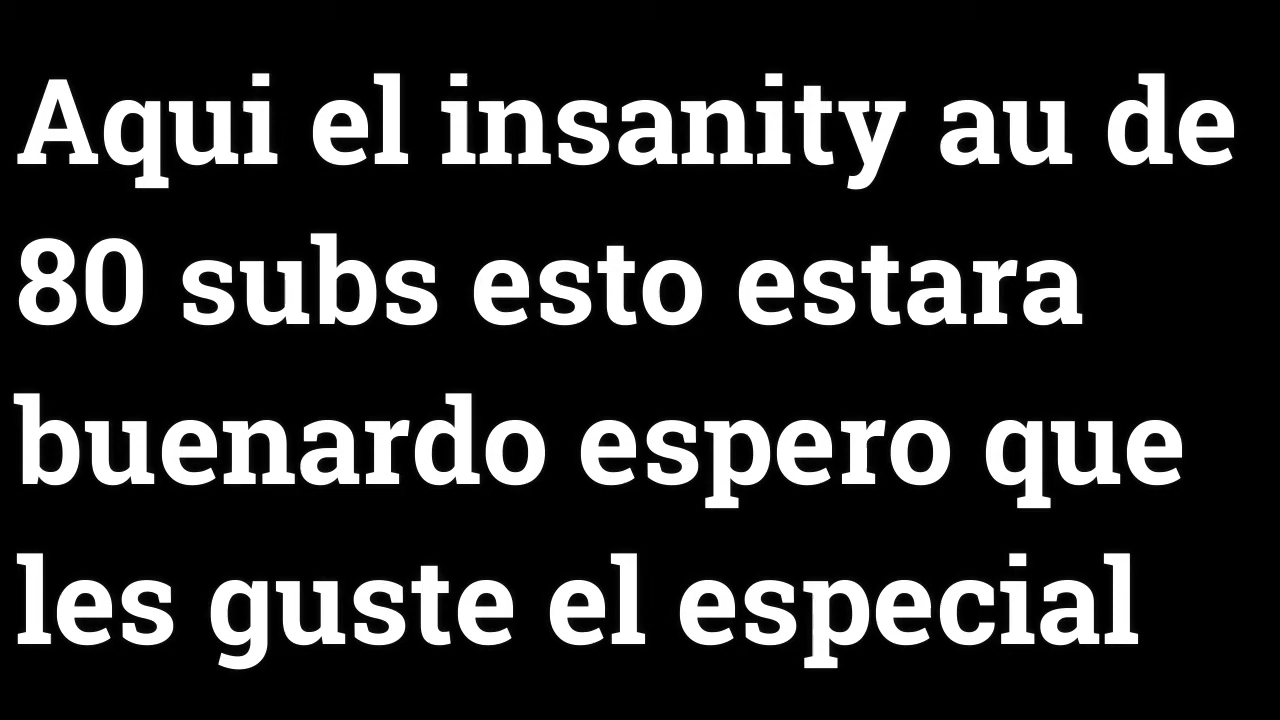 Aqui el insanity au de
80 subs esto estara
buenardo espero que
les guste el especial